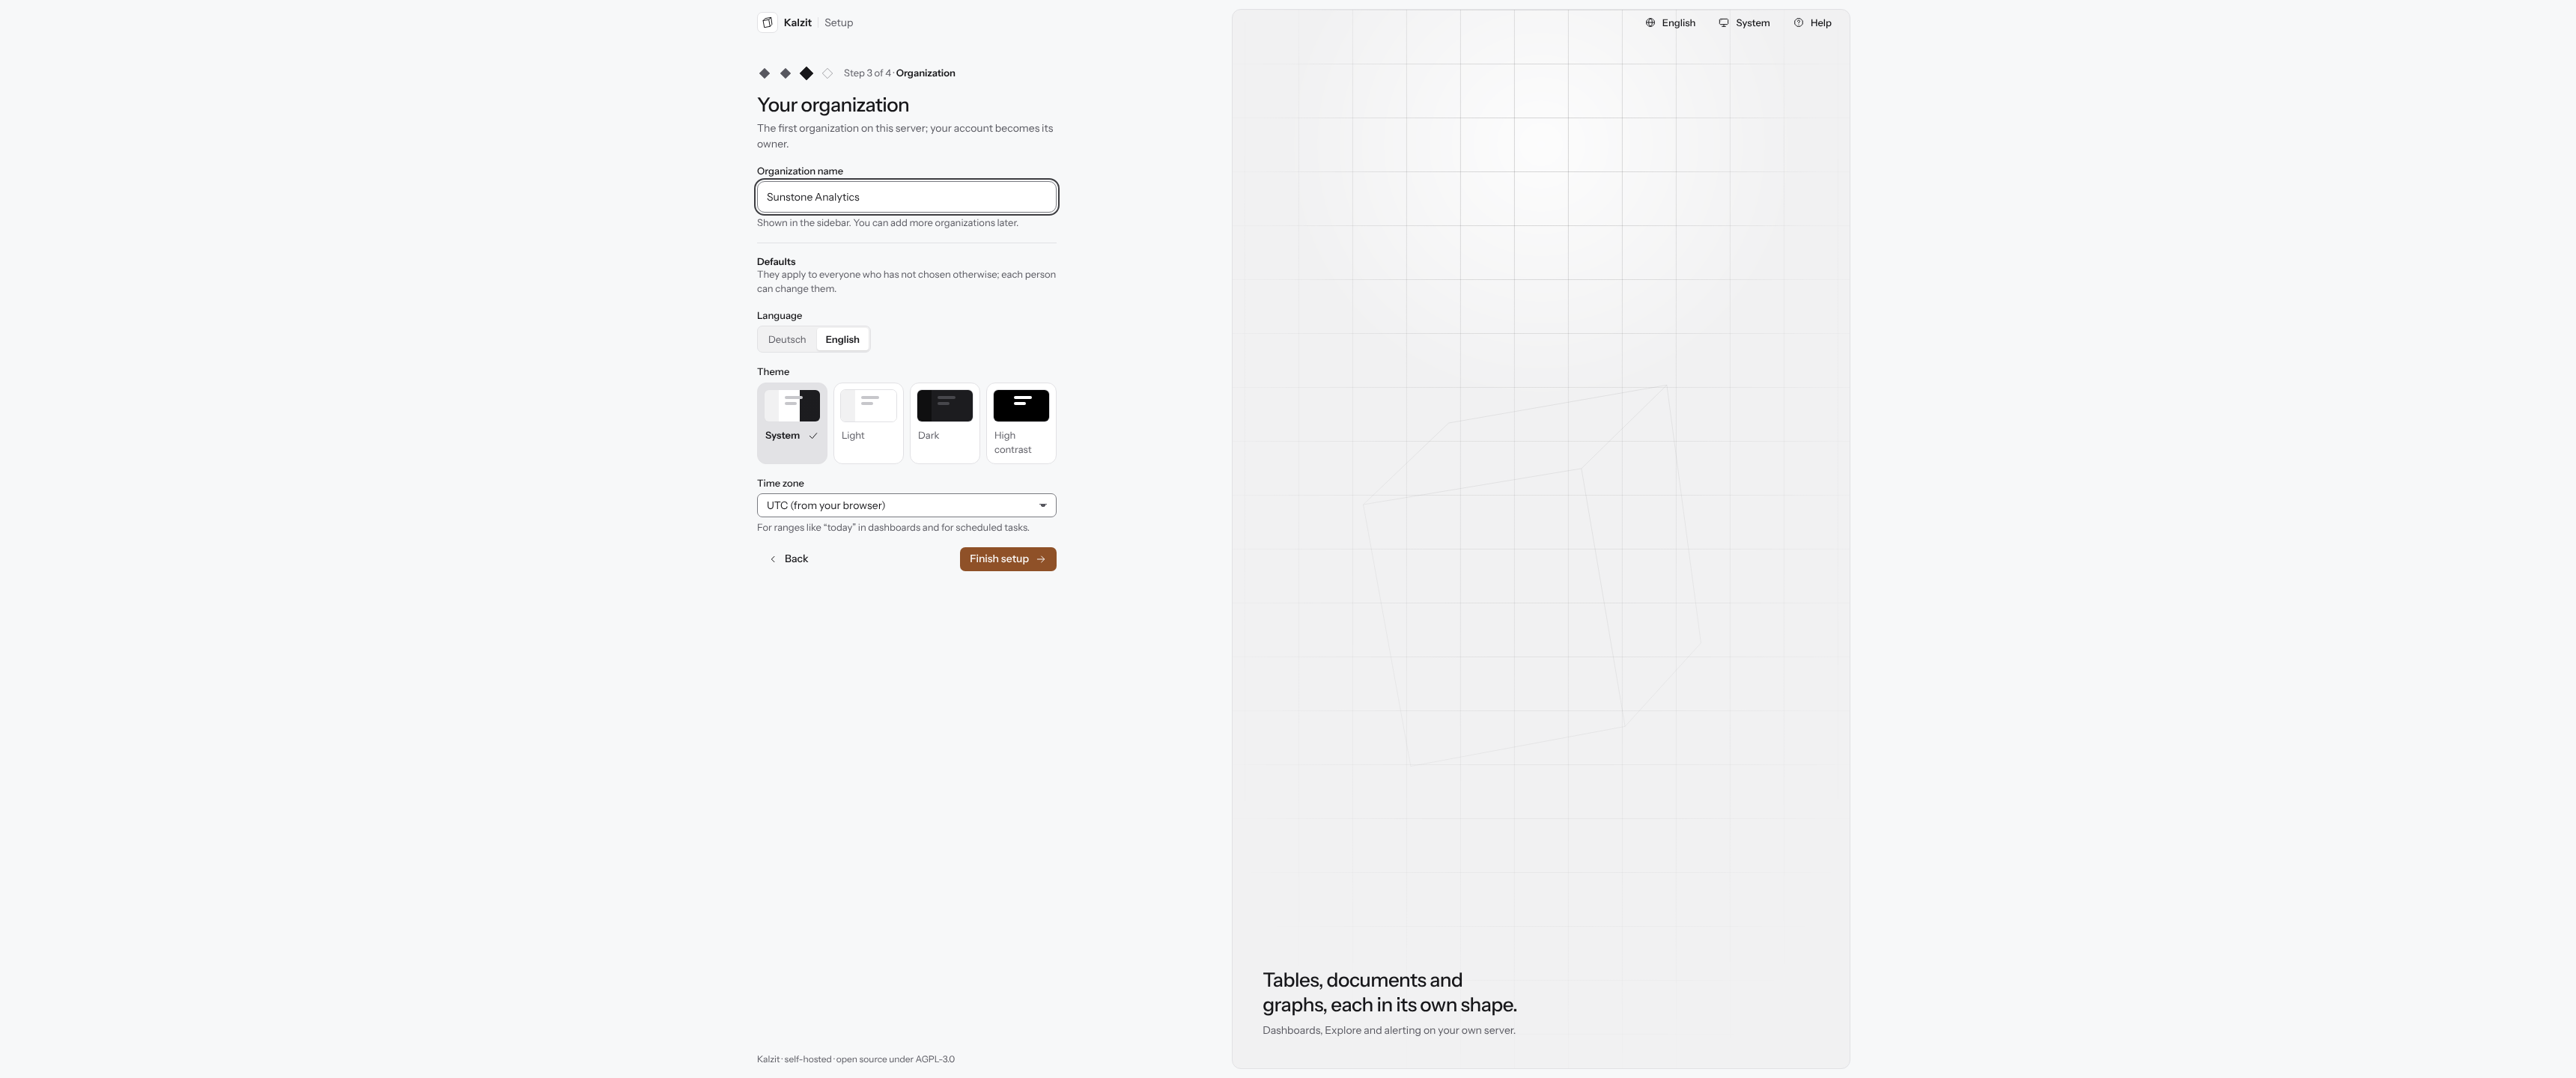 Kalzit Setup
English System Help
Step 3 of 4 · Organization
Your organization
The first organization on this server; your account becomes its
owner.
Organization name
Sunstone Analytics
Shown in the sidebar. You can add more organizations later.
Defaults
They apply to everyone who has not chosen otherwise; each person
can change them.
Language
Deutsch English
Theme
System Light Dark High
contrast
Time zone
UTC (from your browser)
For ranges like “today” in dashboards and for scheduled tasks.
Back Finish setup
Tables, documents and
graphs, each in its own shape.
Dashboards, Explore and alerting on your own server.
Kalzit · self-hosted · open source under AGPL-3.0